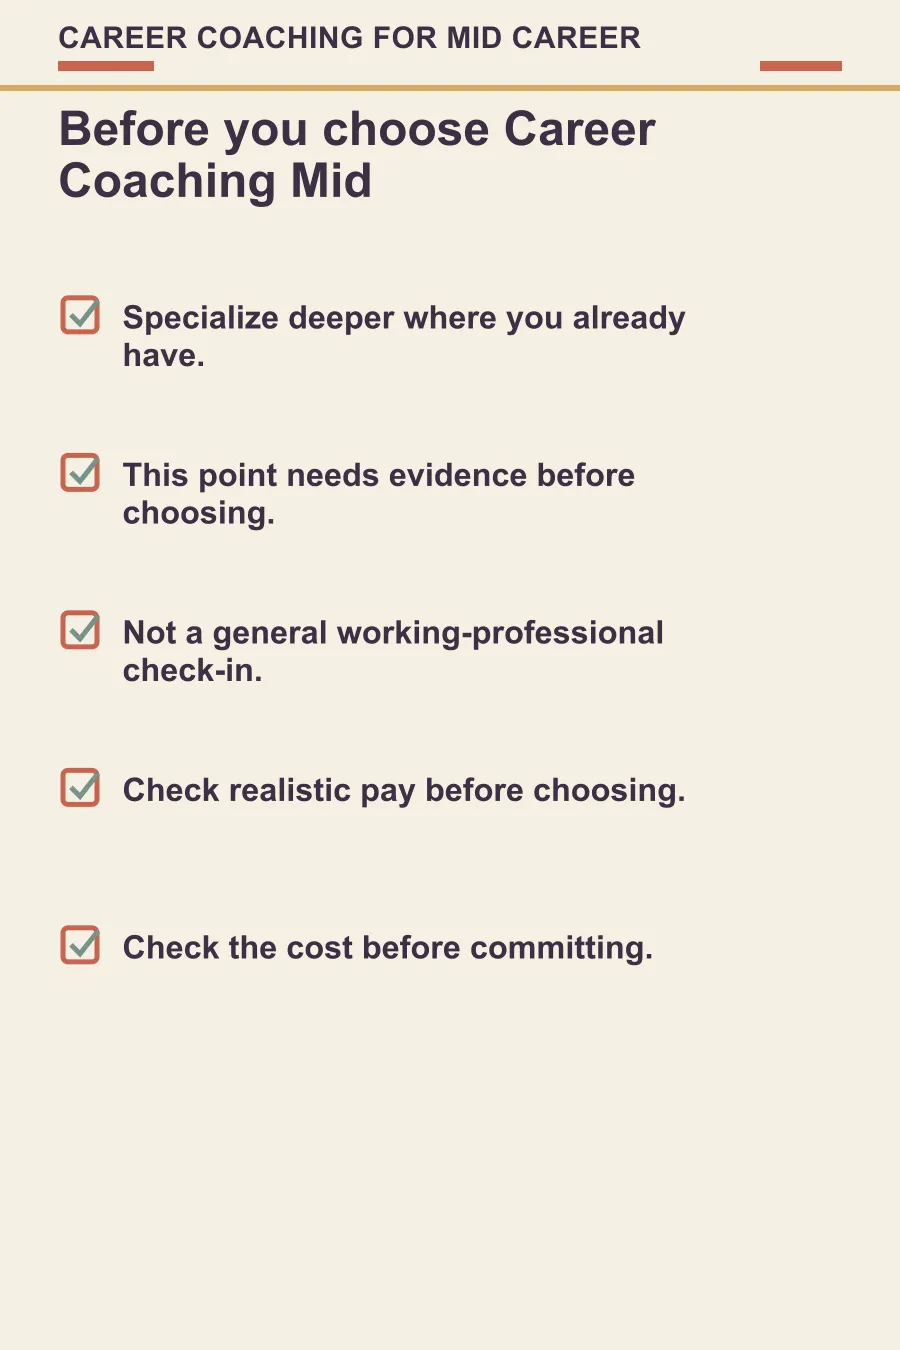 CAREER COACHING FOR MID CAREER
Before you choose Career
Coaching Mid
Specialize deeper where you already
have.
This point needs evidence before
choosing.
Not a general working-professional
check-in.
Check realistic pay before choosing.
Check the cost before committing.